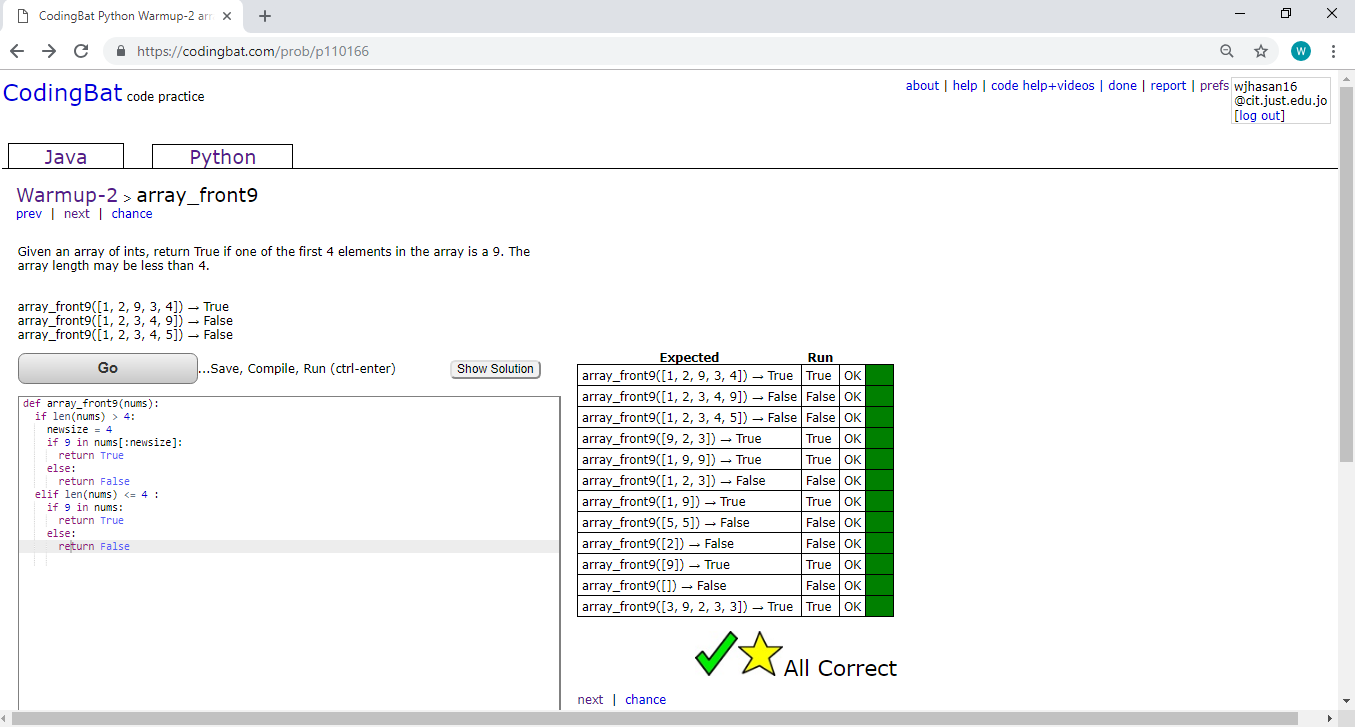 CodingBat Python Warmup-2 arr
https://codingbat.com/prob/p110166
W
CodingBat code practice
about | help | code help+videos | done | report | prefs
wjhasan16
@cit.just.edu.jo
[log out]
Java
Python
Warmup-2 > array_front9
prev | next | chance
Given an array of ints, return True if one of the first 4 elements in the array is a 9. The
array length may be less than 4.
array_front9([1, 2, 9, 3, 4]) → True
array_front9([1, 2, 3, 4, 9]) → False
array_front9([1, 2, 3, 4, 5]) → False
Go
...Save, Compile, Run (ctrl-enter)
Show Solution
def array_front9(nums):
if len(nums) > 4:
newsize = 4
if 9 in nums[:newsize]:
return True
else:
return False
elif len(nums) <= 4 :
if 9 in nums:
return True
else:
return False
Expected Run
array_front9([1, 2, 9, 3, 4]) → True True OK
array_front9([1, 2, 3, 4, 9]) → False False OK
array_front9([1, 2, 3, 4, 5]) → False False OK
array_front9([9, 2, 3]) → True True OK
array_front9([1, 9, 9]) → True True OK
array_front9([1, 2, 3]) → False False OK
array_front9([1, 9]) → True True OK
array_front9([5, 5]) → False False OK
array_front9([2]) → False False OK
array_front9([9]) → True True OK
array_front9([]) → False False OK
array_front9([3, 9, 2, 3, 3]) → True True OK
All Correct
next | chance